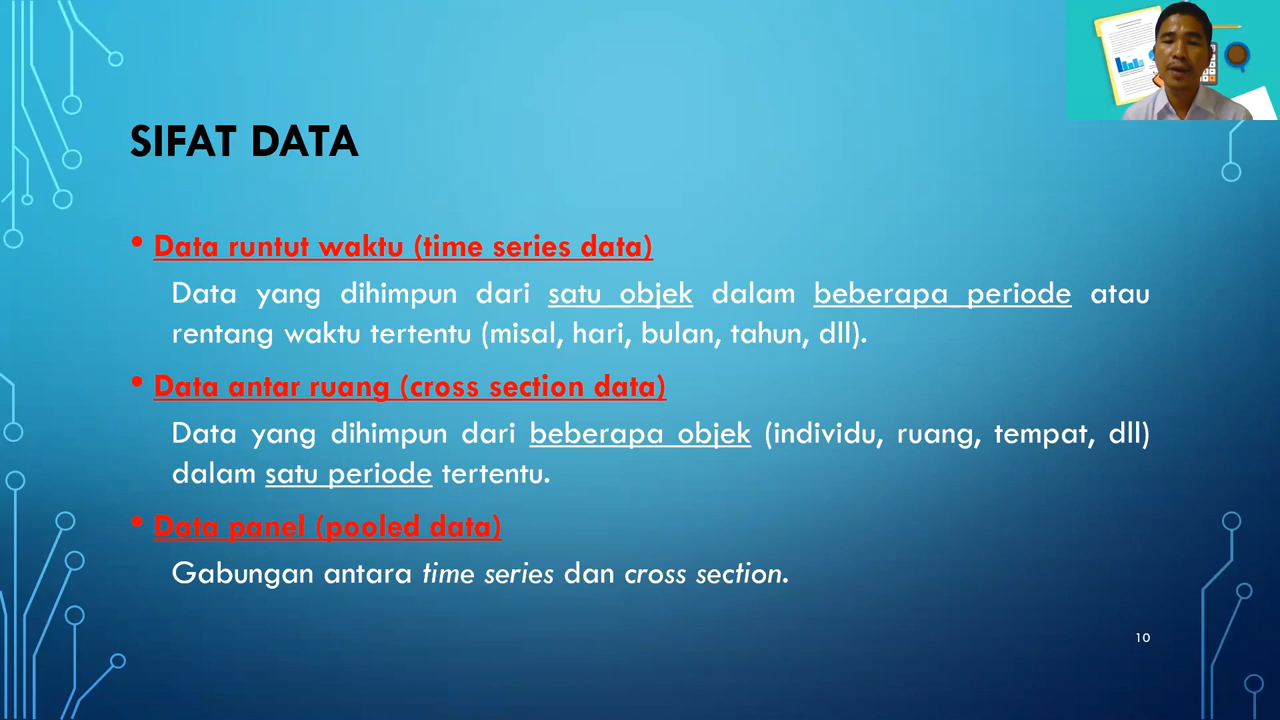 SIFAT DATA
• Data runtut waktu (time series data)
Data yang dihimpun dari satu objek dalam beberapa periode atau
rentang waktu tertentu (misal, hari, bulan, tahun, dll).
• Data antar ruang (cross section data)
Data yang dihimpun dari beberapa objek (individu, ruang, tempat, dll)
dalam satu periode tertentu.
• Data panel (pooled data)
Gabungan antara time series dan cross section.
10